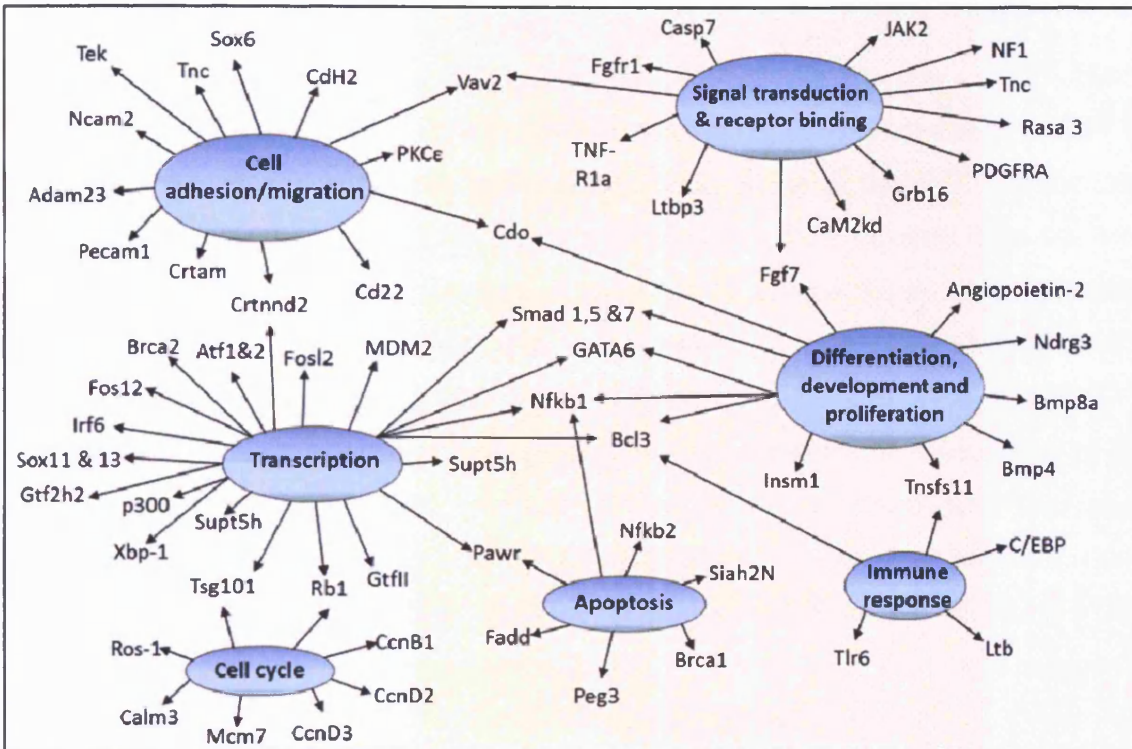 Tek
Tnc
Sox6
CdH2
Vav2
Ncam2
PKCε
Adam23
Cell
adhesion/migration
Pecam1
Crtam
Crtnnd2
Cd22
Cdo
Casp7
JAK2
Fgfr1
NF1
Tnc
Signal transduction
& receptor binding
Rasa 3
TNF-
R1a
PDGFRA
Ltbp3
Grb16
CaM2kd
Fgf7
Angiopoietin-2
Smad 1,5 &7
Ndrg3
GATA6
Differentiation,
development and
proliferation
Bmp8a
Nfkb1
Bcl3
Bmp4
Insm1
Tnsfs11
Brca2
Atf1&2
Fosl2
MDM2
Fos12
Irf6
Sox11 & 13
Transcription
Supt5h
Gtf2h2
p300
Supt5h
Xbp-1
Tsg101
Rb1
GtfII
Pawr
Nfkb2
Siah2N
Apoptosis
Fadd
Brca1
Peg3
C/EBP
Immune
response
Tlr6
Ltb
Ros-1
CcnB1
Cell cycle
CcnD2
Calm3
Mcm7
CcnD3